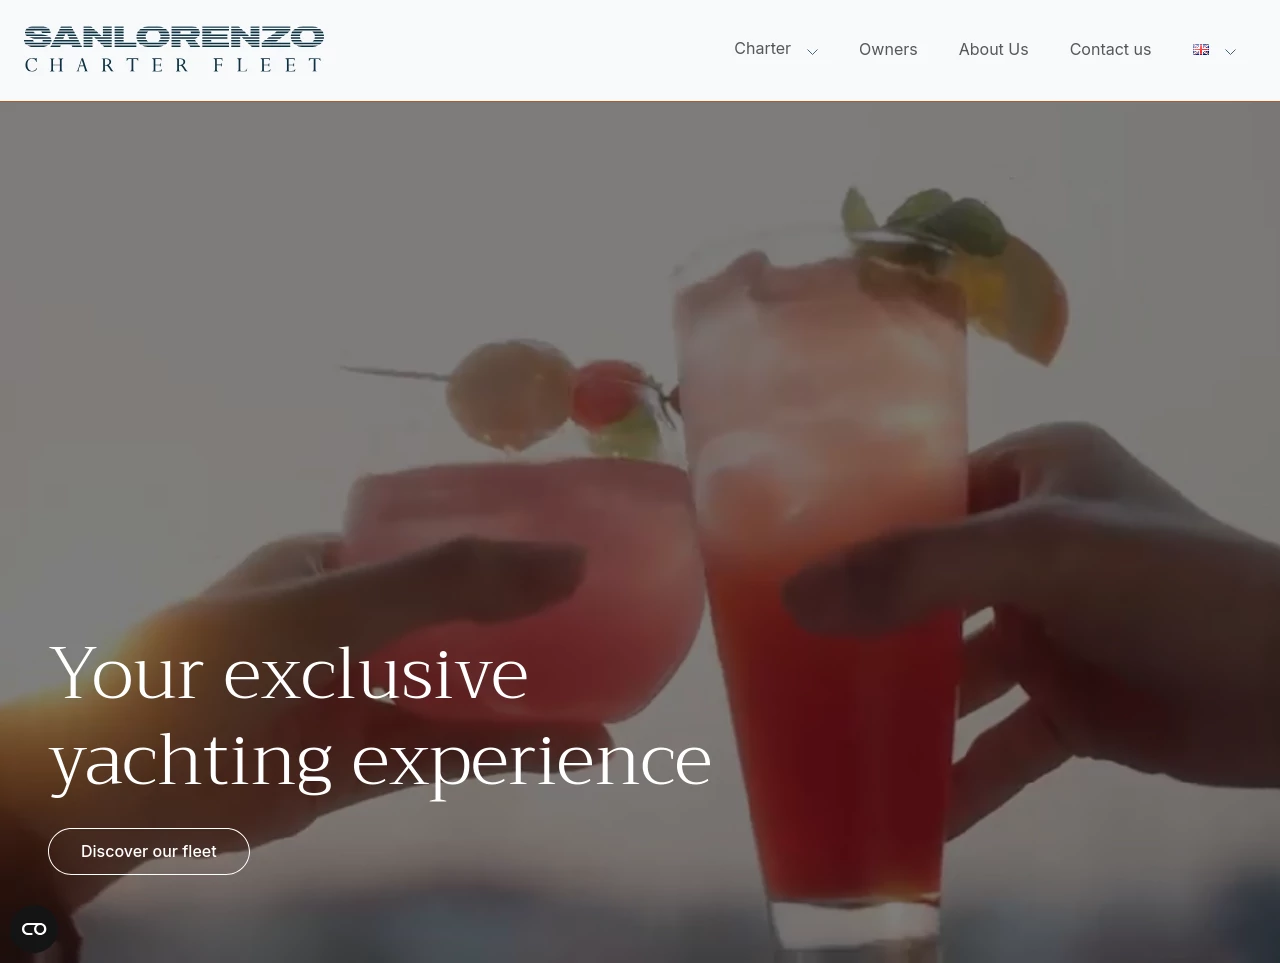 SANLORENZO
CHARTER FLEET
Charter
Owners
About Us
Contact us
Your exclusive
yachting experience
Discover our fleet